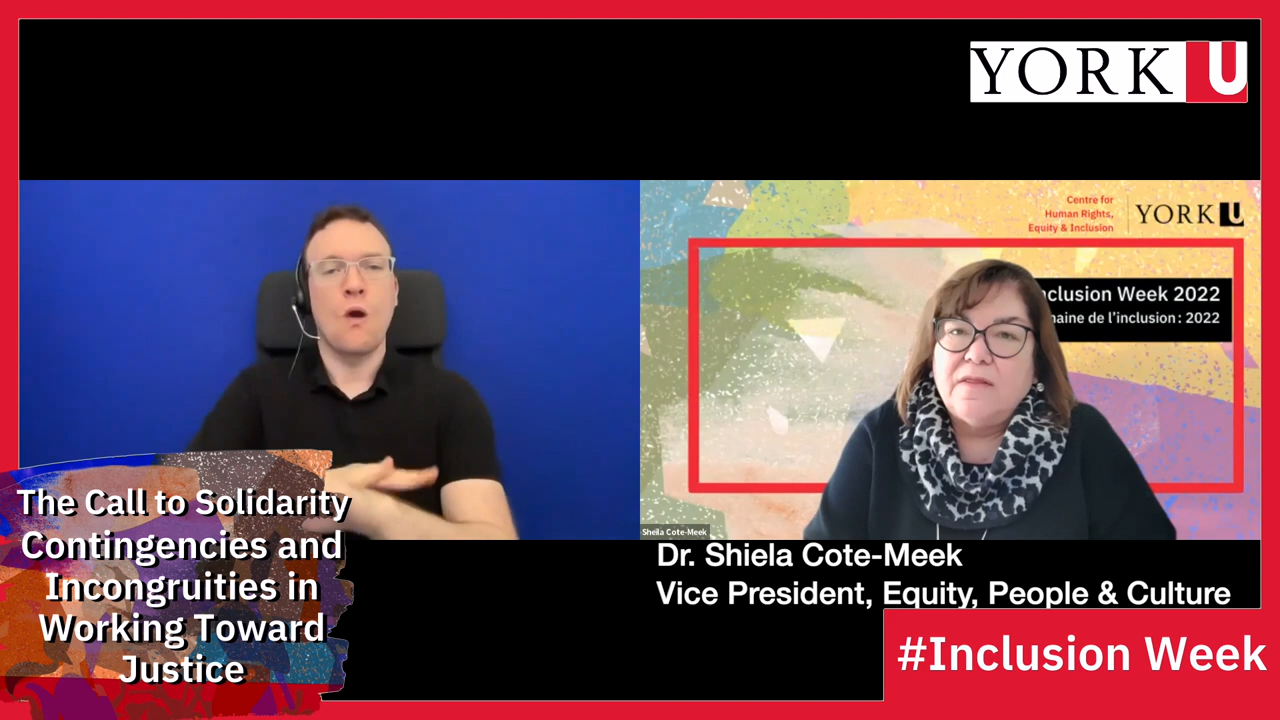 YORK U
Centre for
Human Rights,
Equity & Inclusion
YORK U
nclusion Week 2022
maine de l'inclusion : 2022
Sheila Cote-Meek
Dr. Shiela Cote-Meek
Vice President, Equity, People & Culture
The Call to Solidarity
Contingencies and
Incongruities in
Working Toward
Justice
#Inclusion Week